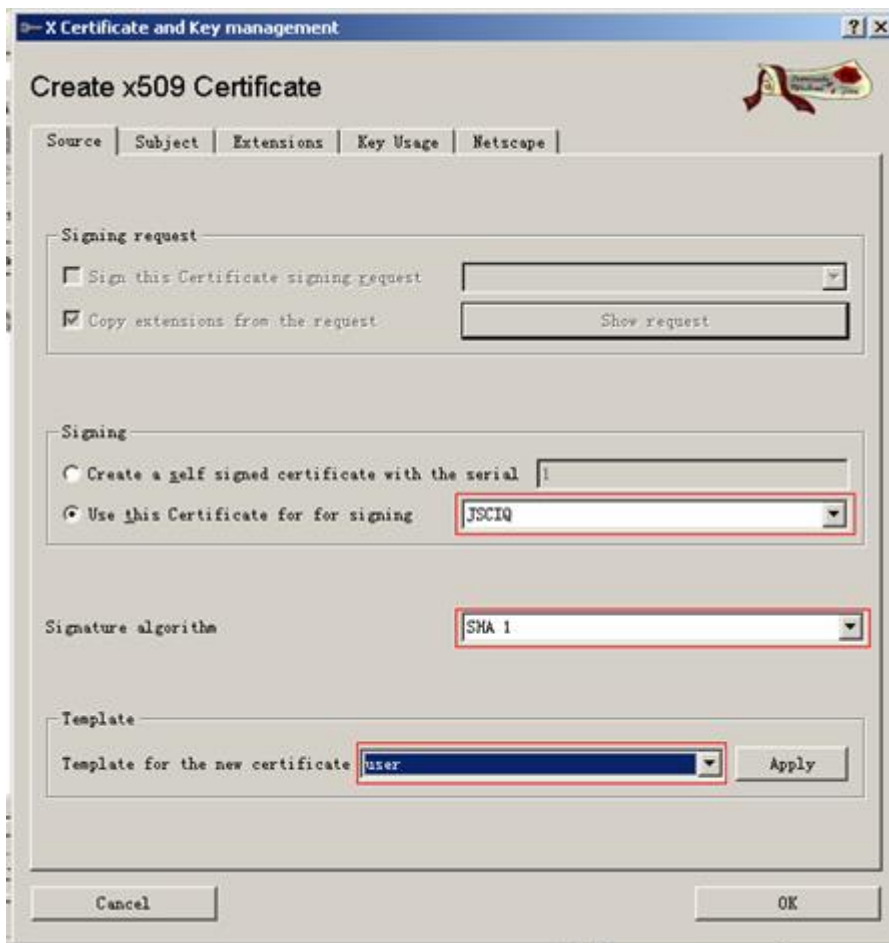 X Certificate and Key management
Create x509 Certificate
Source Subject Extensions Key Usage Netscape
Signing request
Sign this Certificate signing request
Copy extensions from the request Show request
Signing
Create a self signed certificate with the serial 1
Use this Certificate for for signing JSCIQ
Signature algorithm SHA 1
Template
Template for the new certificate user Apply
Cancel OK